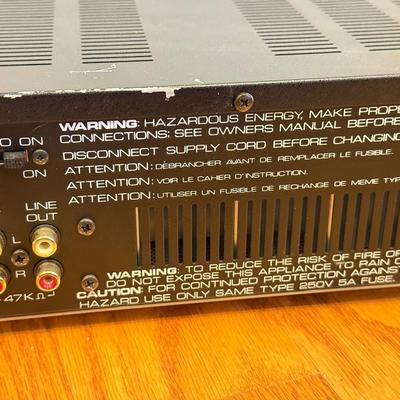 WARNING: HAZARDOUS ENERGY, MAKE PROPE
CONNECTIONS; SEE OWNERS MANUAL BEFORE
DISCONNECT SUPPLY CORD BEFORE CHANGING
ATTENTION: DÉBRANCHER AVANT DE REMPLACER LE FUSIBLE.
ATTENTION: VOIR LE CAHIER D'INSTRUCTION.
ATTENTION: UTILISER UN FUSIBLE DE RECHANGE DE MEME TYP
O ON
ON
LINE
OUT
L
R
47KΩ
WARNING: TO REDUCE THE RISK OF FIRE O
DO NOT EXPOSE THIS APPLIANCE TO RAIN O
CAUTION: FOR CONTINUED PROTECTION AGAINST
HAZARD USE ONLY SAME TYPE 250V 5A FUSE.